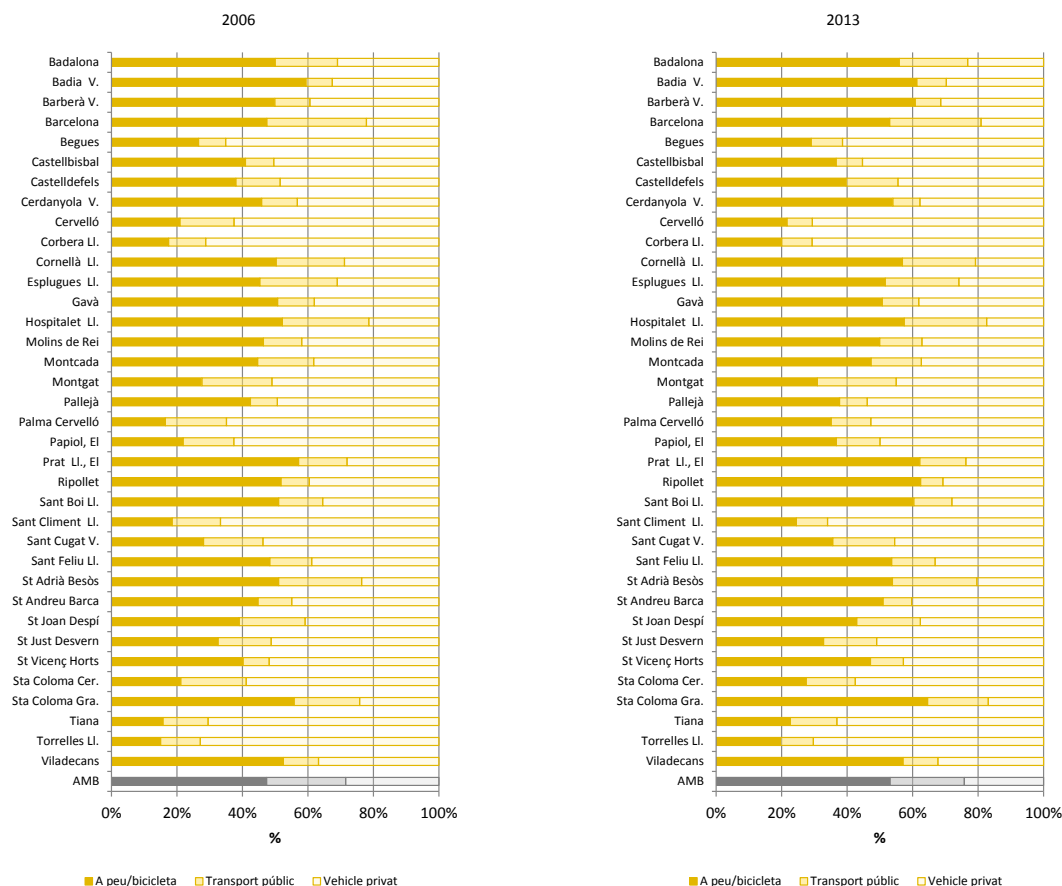 2006
Badalona
Badia V.
Barberà V.
Barcelona
Begues
Castellbisbal
Castelldefels
Cerdanyola V.
Cervelló
Corbera Ll.
Cornellà Ll.
Esplugues Ll.
Gavà
Hospitalet Ll.
Molins de Rei
Montcada
Montgat
Pallejà
Palma Cervelló
Papiol, El
Prat Ll., El
Ripollet
Sant Boi Ll.
Sant Climent Ll.
Sant Cugat V.
Sant Feliu Ll.
St Adrià Besòs
St Andreu Barca
St Joan Despí
St Just Desvern
St Vicenç Horts
Sta Coloma Cer.
Sta Coloma Gra.
Tiana
Torrelles Ll.
Viladecans
AMB
0% 20% 40% 60% 80% 100%
%
A peu/bicicleta Transport públic Vehicle privat
2013
Badalona
Badia V.
Barberà V.
Barcelona
Begues
Castellbisbal
Castelldefels
Cerdanyola V.
Cervelló
Corbera Ll.
Cornellà Ll.
Esplugues Ll.
Gavà
Hospitalet Ll.
Molins de Rei
Montcada
Montgat
Pallejà
Palma Cervelló
Papiol, El
Prat Ll., El
Ripollet
Sant Boi Ll.
Sant Climent Ll.
Sant Cugat V.
Sant Feliu Ll.
St Adrià Besòs
St Andreu Barca
St Joan Despí
St Just Desvern
St Vicenç Horts
Sta Coloma Cer.
Sta Coloma Gra.
Tiana
Torrelles Ll.
Viladecans
AMB
0% 20% 40% 60% 80% 100%
%
A peu/bicicleta Transport públic Vehicle privat